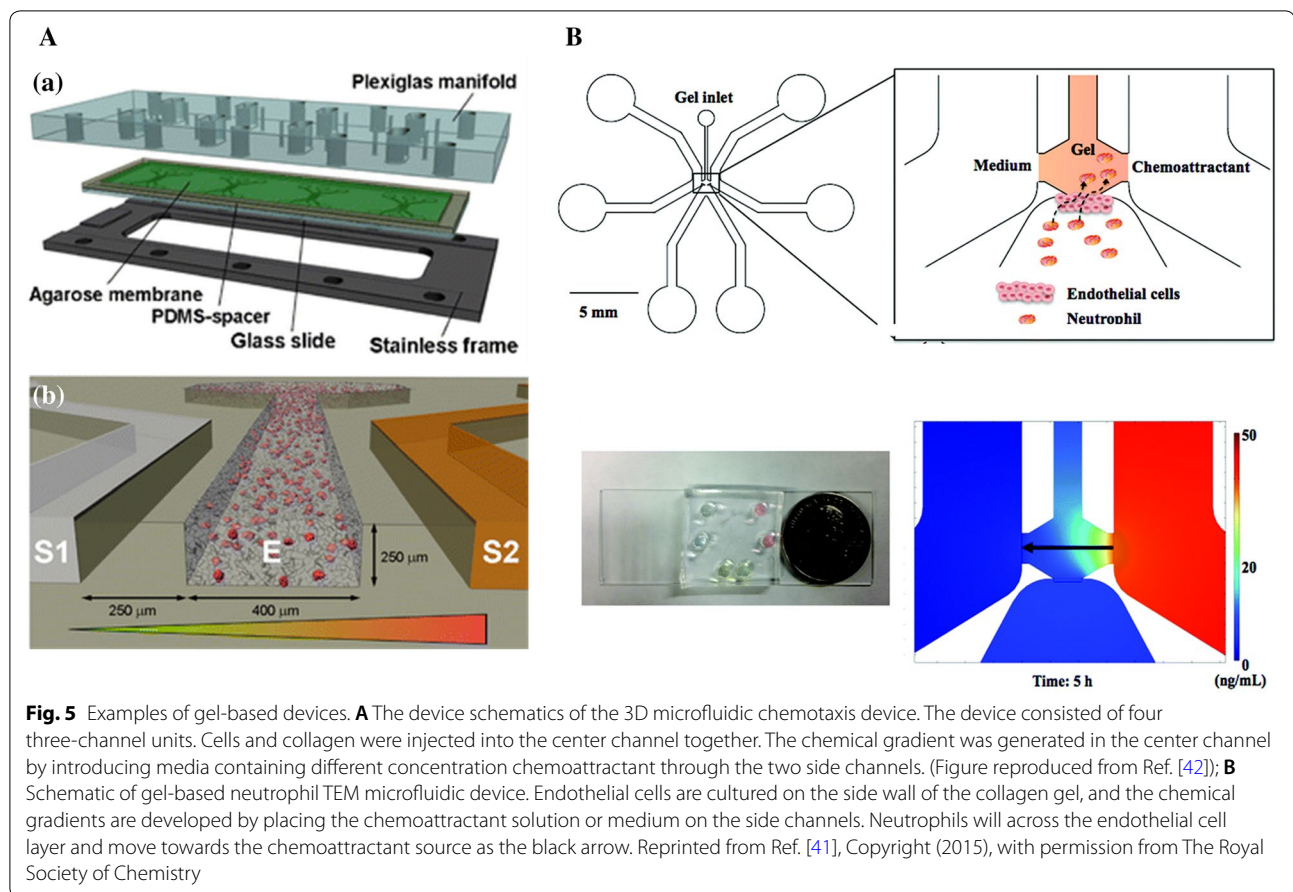 A
(a)
Plexiglas manifold
Agarose membrane
PDMS-spacer
Glass slide
Stainless frame
(b)
S1
E
S2
250 μm
250 μm
400 μm
B
Gel inlet
5 mm
Gel
Medium
Chemoattractant
Endothelial cells
Neutrophil
50
20
0
Time: 5 h
(ng/mL)
Fig. 5 Examples of gel-based devices. A The device schematics of the 3D microfluidic chemotaxis device. The device consisted of four
three-channel units. Cells and collagen were injected into the center channel together. The chemical gradient was generated in the center channel
by introducing media containing different concentration chemoattractant through the two side channels. (Figure reproduced from Ref. [42]); B
Schematic of gel-based neutrophil TEM microfluidic device. Endothelial cells are cultured on the side wall of the collagen gel, and the chemical
gradients are developed by placing the chemoattractant solution or medium on the side channels. Neutrophils will across the endothelial cell
layer and move towards the chemoattractant source as the black arrow. Reprinted from Ref. [41], Copyright (2015), with permission from The Royal
Society of Chemistry